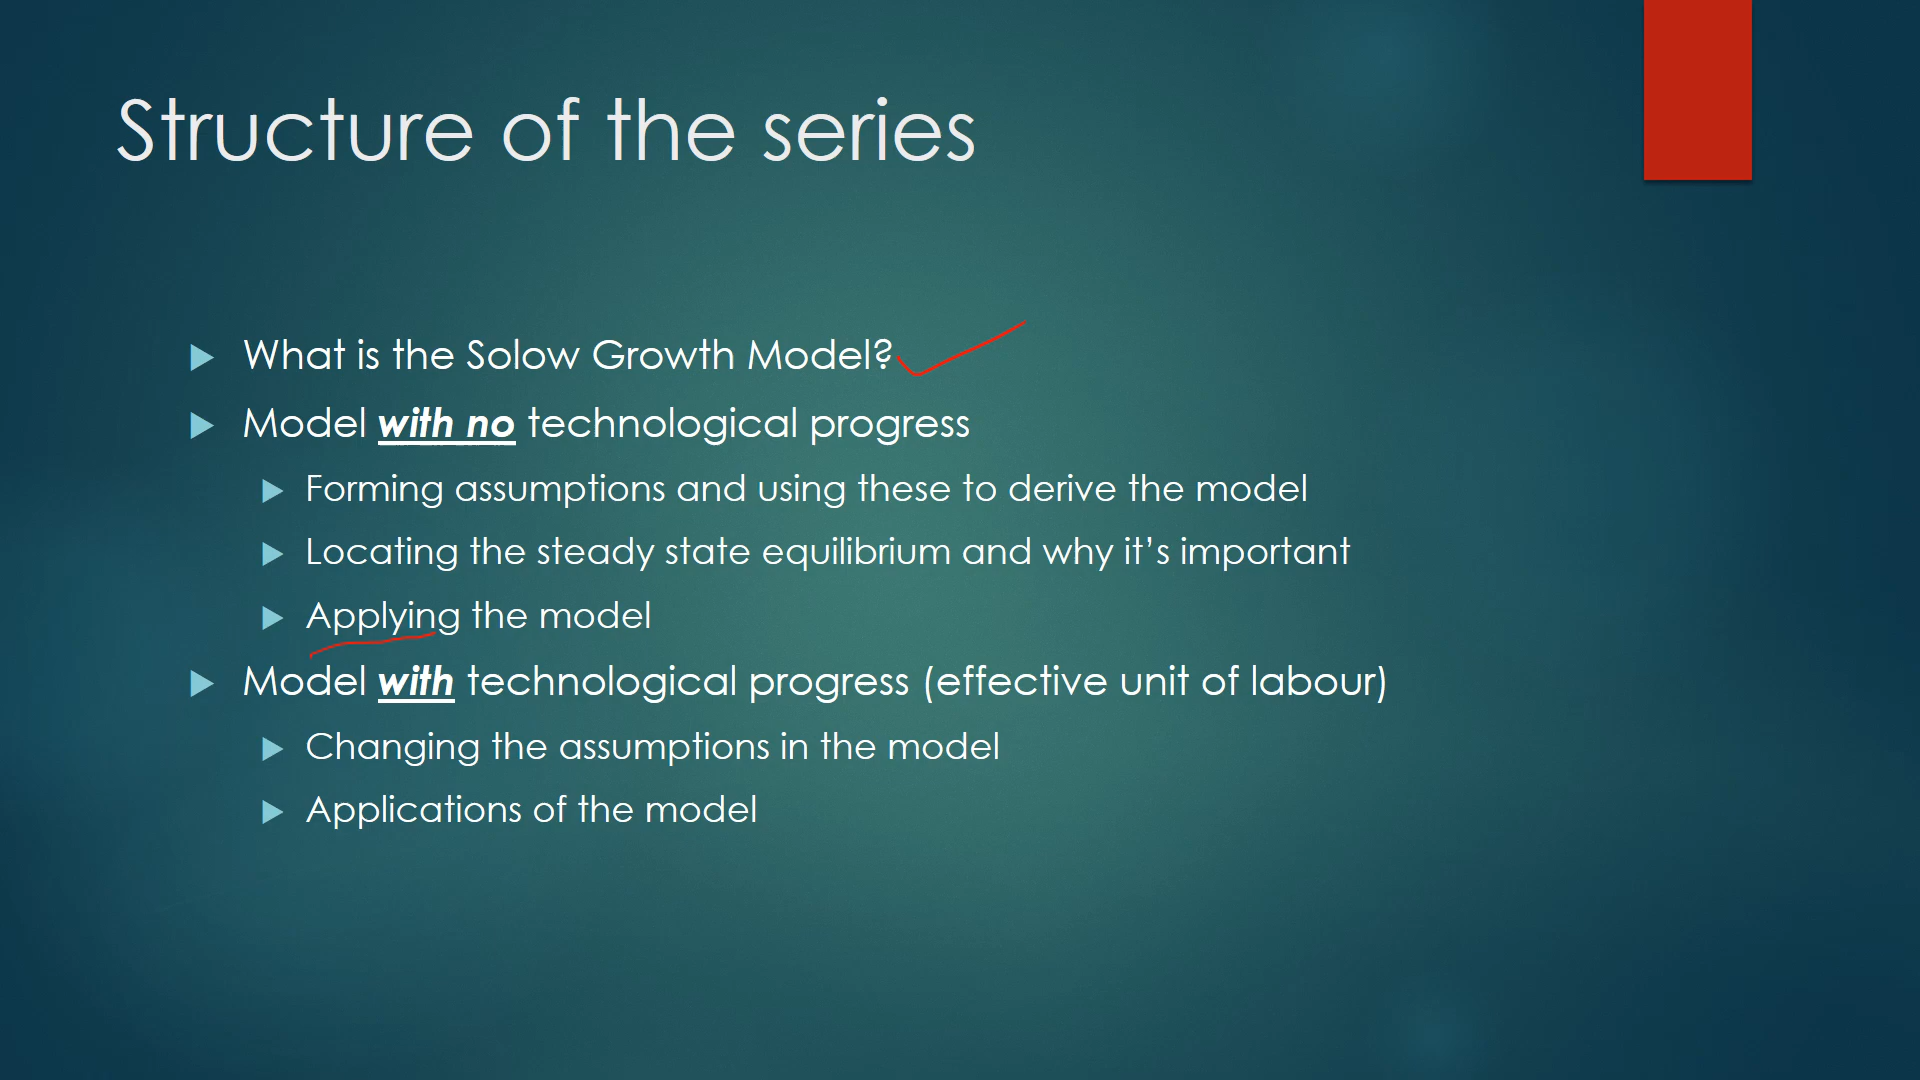 Structure of the series
What is the Solow Growth Model?
Model with no technological progress
Forming assumptions and using these to derive the model
Locating the steady state equilibrium and why it’s important
Applying the model
Model with technological progress (effective unit of labour)
Changing the assumptions in the model
Applications of the model